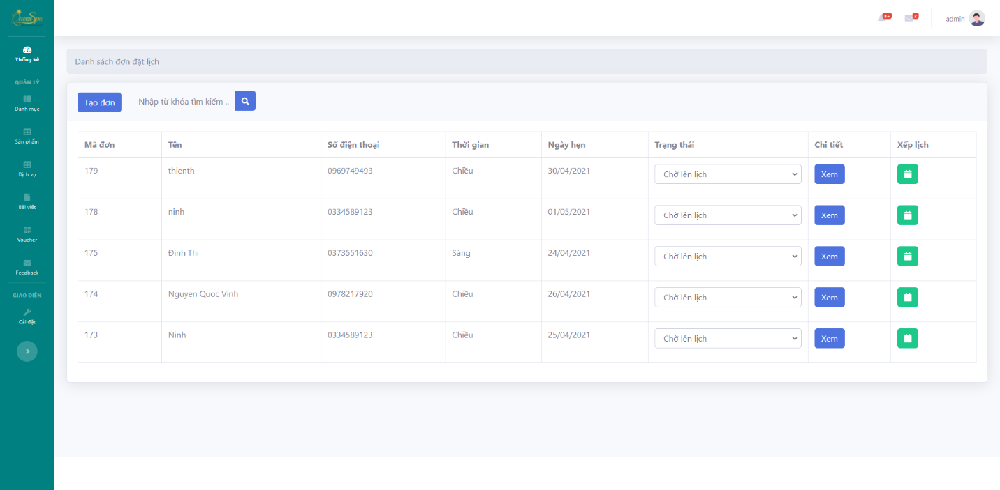 QueenSpa
3+
2
admin
Thống kê
QUẢN LÝ
Danh mục
Sản phẩm
Dịch vụ
Bài viết
Voucher
Feedback
GIAO DIỆN
Cài đặt
Danh sách đơn đặt lịch
Tạo đơn Nhập từ khóa tìm kiếm ..
Mã đơn Tên Số điện thoại Thời gian Ngày hẹn Trạng thái Chi tiết Xếp lịch
179 thienth 0969749493 Chiều 30/04/2021 Chờ lên lịch Xem
178 ninh 0334589123 Chiều 01/05/2021 Chờ lên lịch Xem
175 Đinh Thi 0373551630 Sáng 24/04/2021 Chờ lên lịch Xem
174 Nguyen Quoc Vinh 0978217920 Chiều 26/04/2021 Chờ lên lịch Xem
173 Ninh 0334589123 Chiều 25/04/2021 Chờ lên lịch Xem